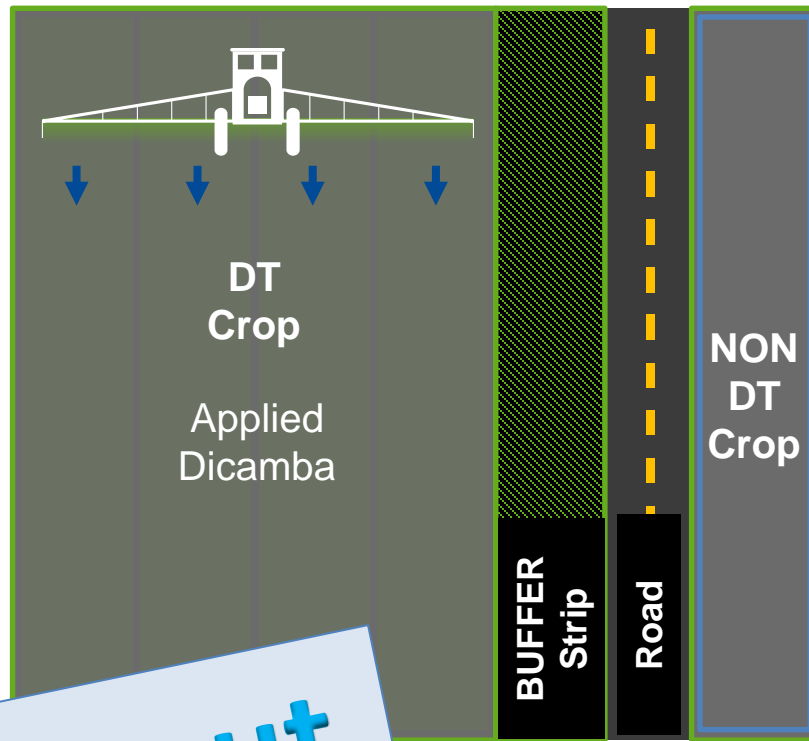 DT
Crop
Applied
Dicamba
BUFFER
Strip
Road
NON
DT
Crop